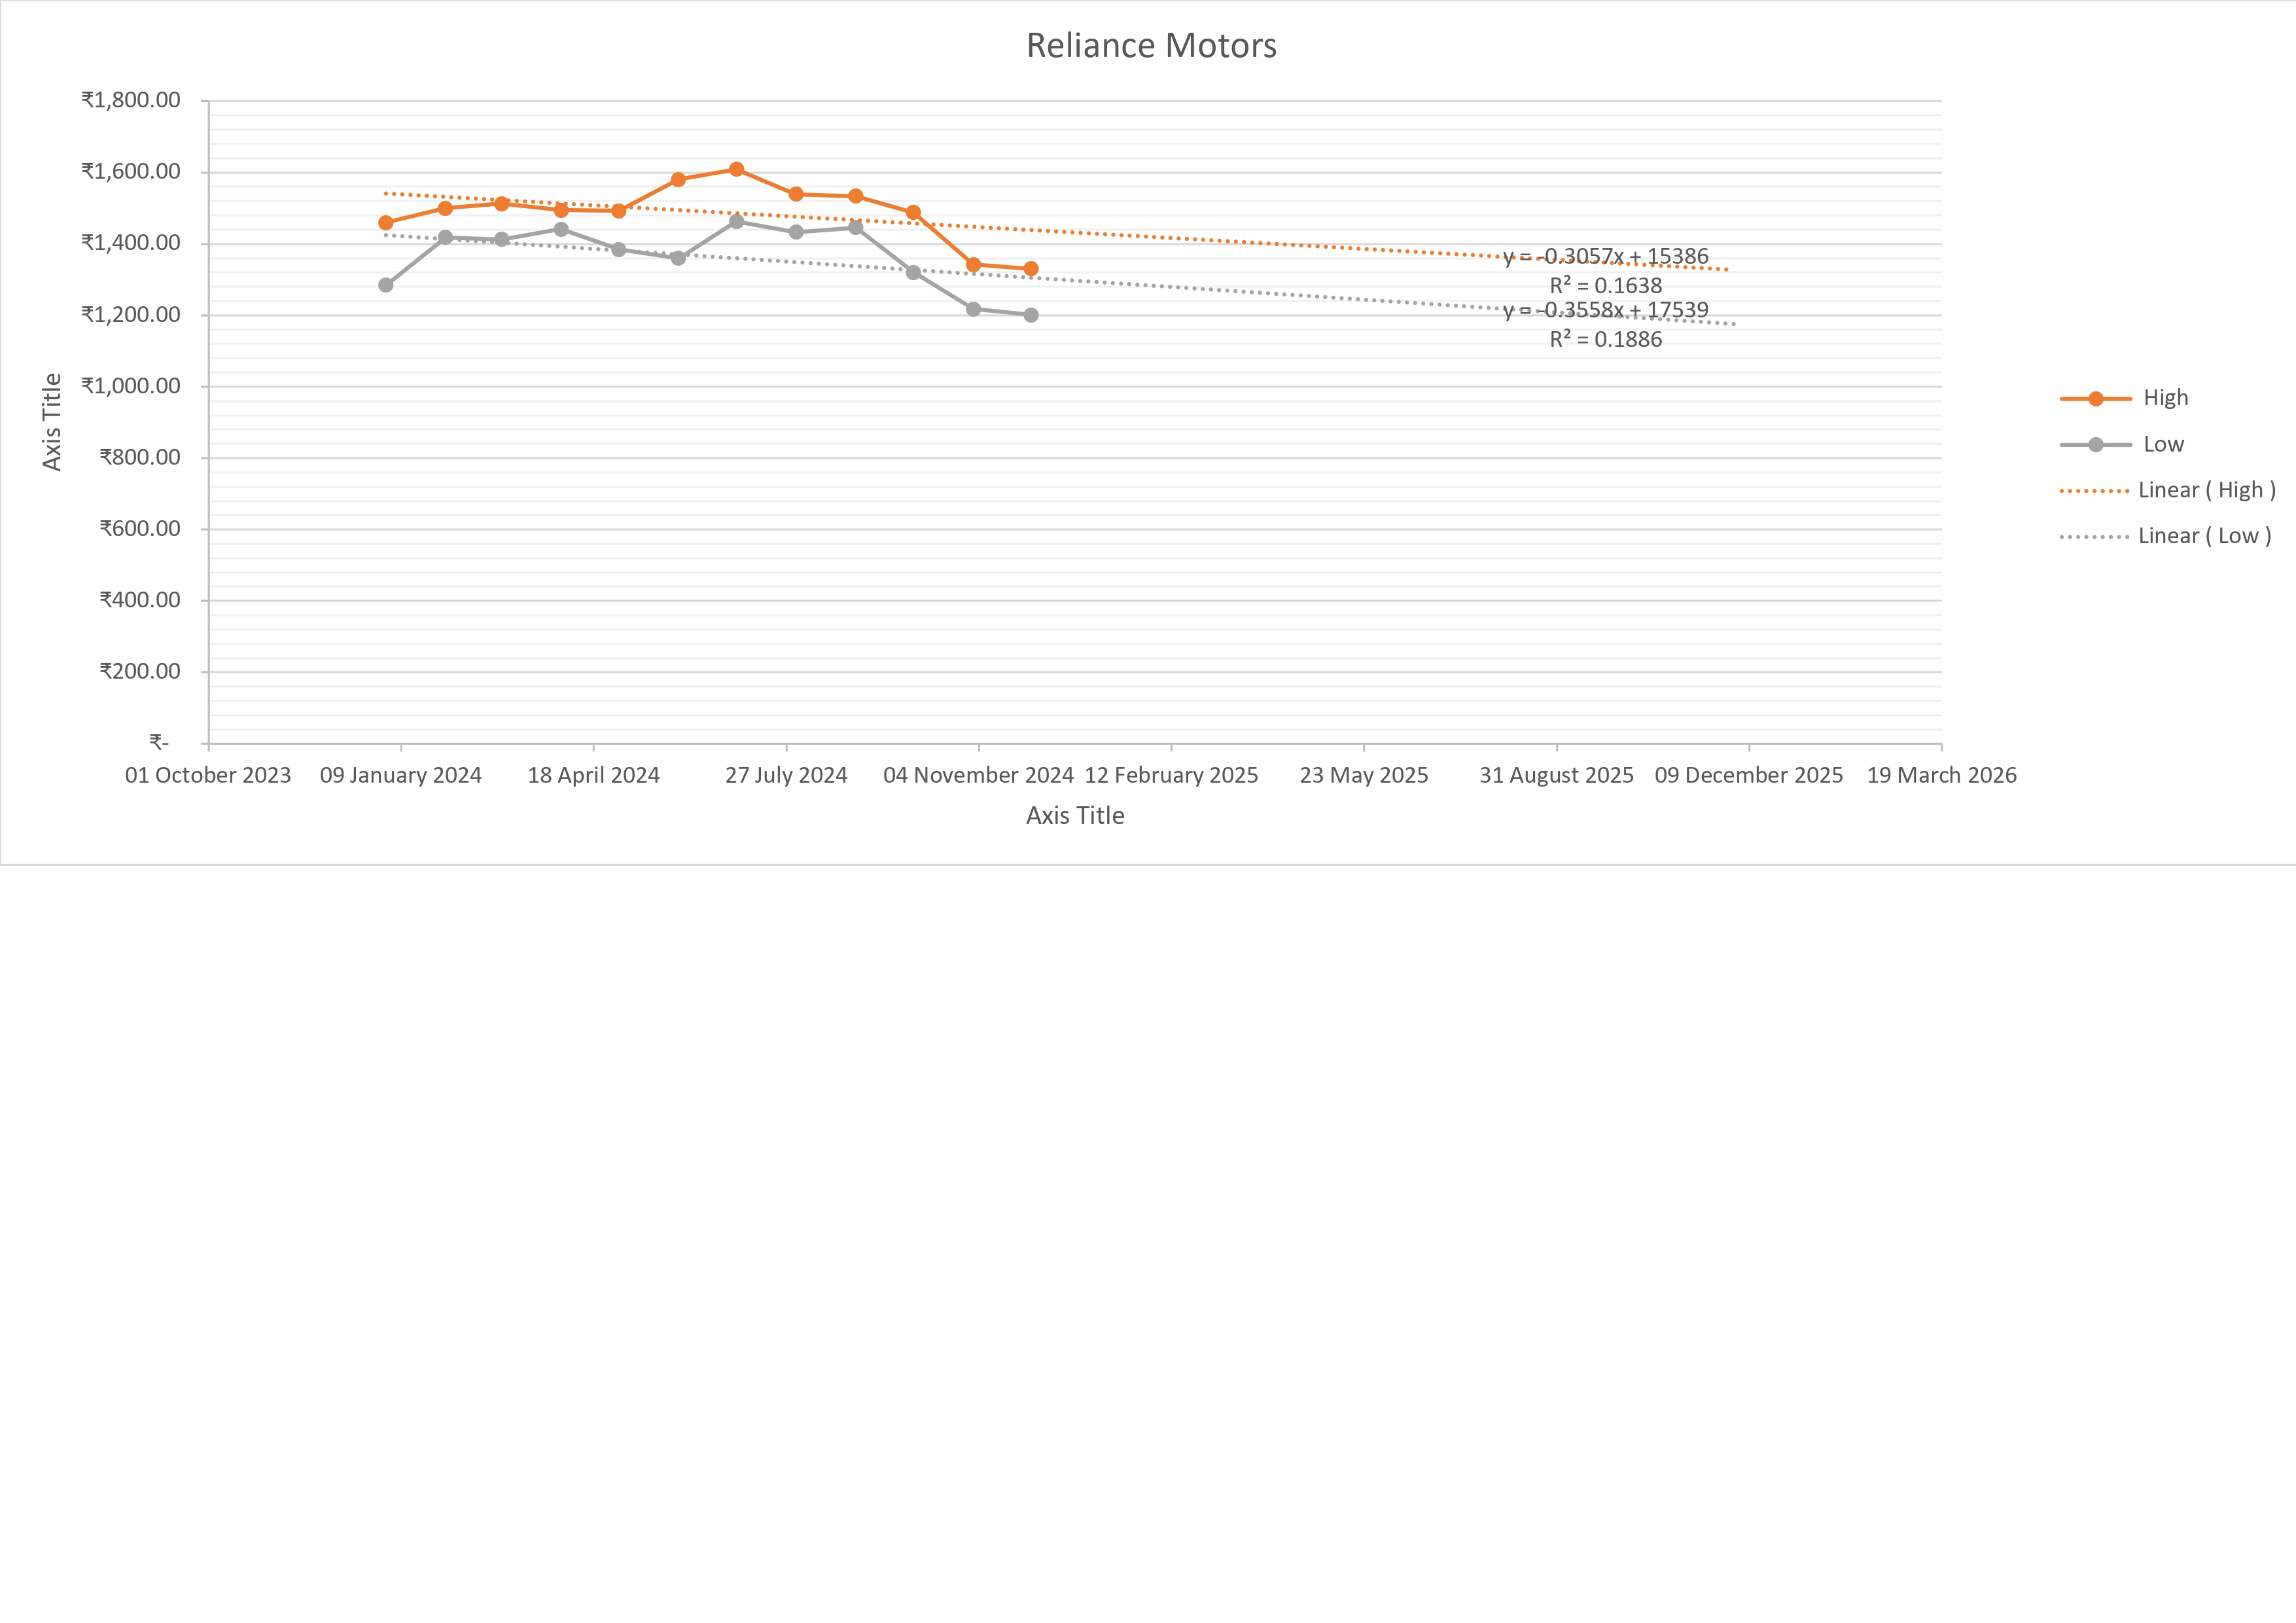 Reliance Motors
₹1,800.00
₹1,600.00
₹1,400.00
₹1,200.00
₹1,000.00
₹800.00
₹600.00
₹400.00
₹200.00
₹-
Axis Title
y = -0.3057x + 15386
R² = 0.1638
y = -0.3558x + 17539
R² = 0.1886
High
Low
Linear ( High )
Linear ( Low )
01 October 2023 09 January 2024 18 April 2024 27 July 2024 04 November 2024 12 February 2025 23 May 2025 31 August 2025 09 December 2025 19 March 2026
Axis Title